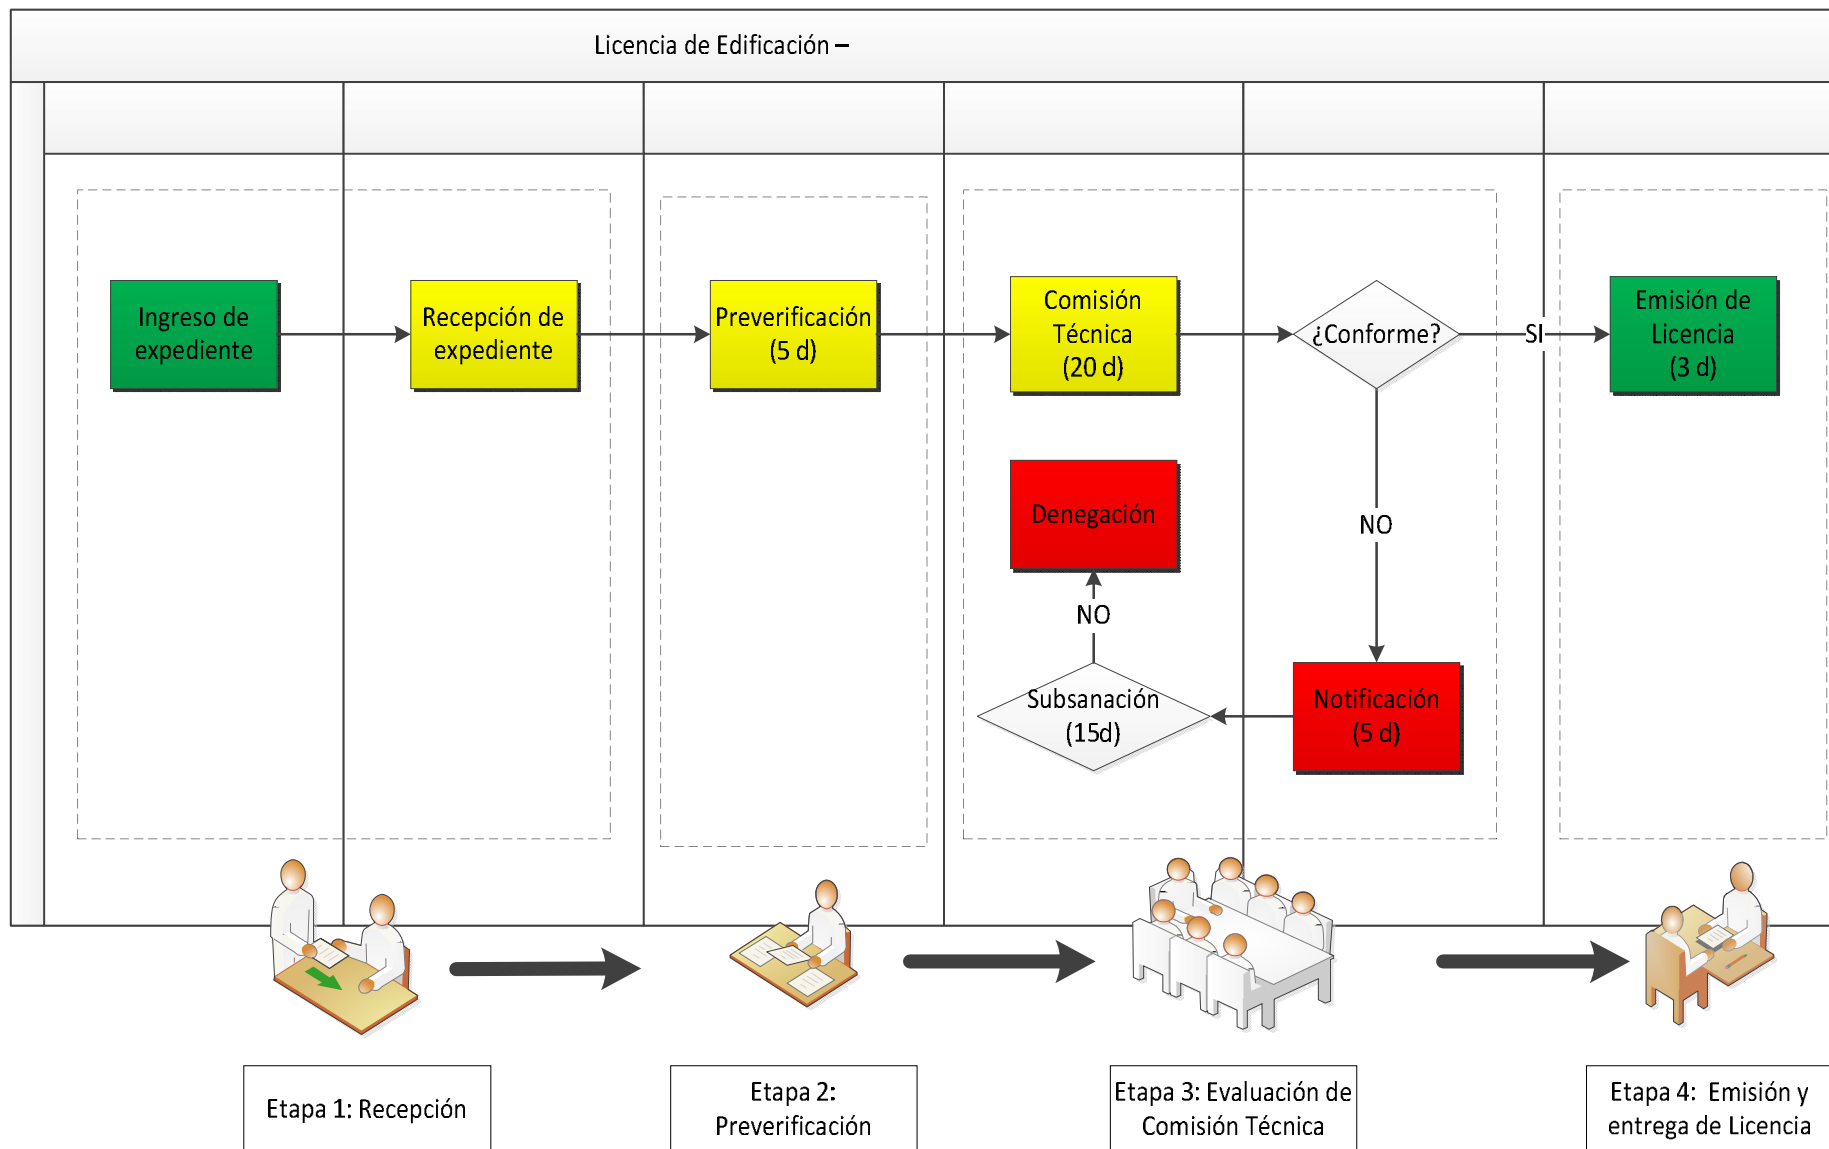 Licencia de Edificación –
Ingreso de
expediente
Recepción de
expediente
Preverificación
(5 d)
Comisión
Técnica
(20 d)
¿Conforme?
SI
Emisión de
Licencia
(3 d)
NO
Denegación
NO
Subsanación
(15d)
Notificación
(5 d)
Etapa 1: Recepción
Etapa 2:
Preverificación
Etapa 3: Evaluación de
Comisión Técnica
Etapa 4: Emisión y
entrega de Licencia